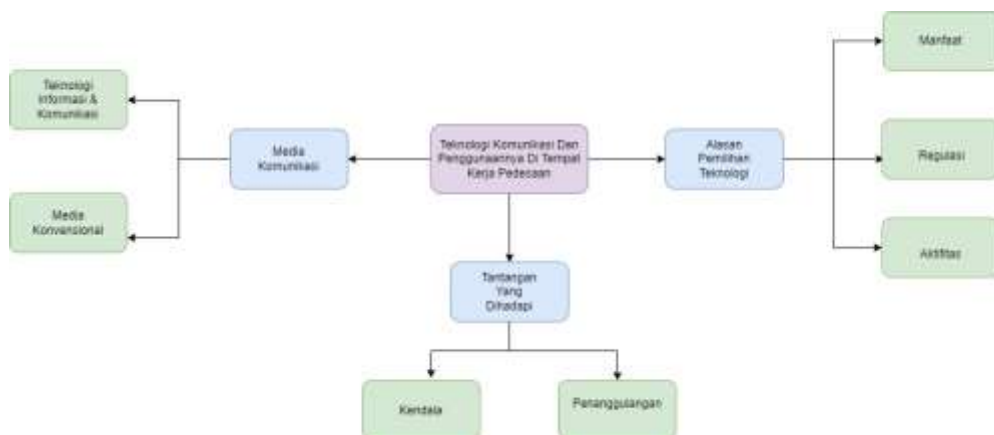 Manfaat
Teknologi
Informasi &
Komunikasi
Media
Komunikasi
Teknologi Komunikasi Dan
Penggunaannya Di Tempat
Kerja Pedesaan
Alasan
Pemilihan
Teknologi
Regulasi
Media
Konvensional
Aktifitas
Tantangan
Yang
Dihadapi
Kendala
Penanggulangan